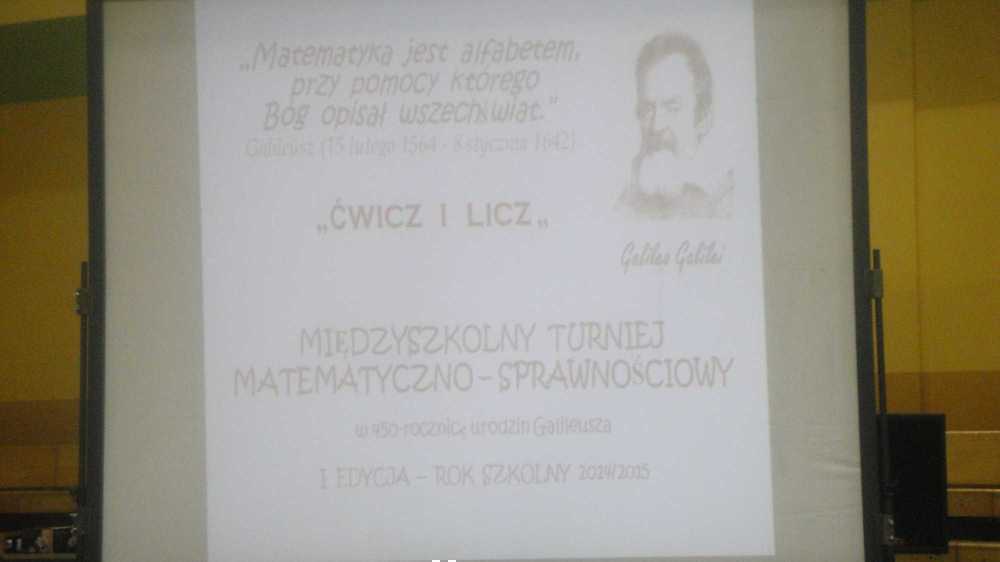 „Matematyka jest alfabetem,
przy pomocy którego
Bóg opisał wszechświat."
Galileusz (15 lutego 1564 - 8 stycznia 1642)
„ĆWICZ I LICZ„
Galileo Galilei
MIĘDZYSZKOLNY TURNIEJ
MATEMATYCZNO – SPRAWNOŚCIOWY
w 450-rocznicę urodzin Galileusza
I EDYCJA – ROK SZKOLNY 2014/2015